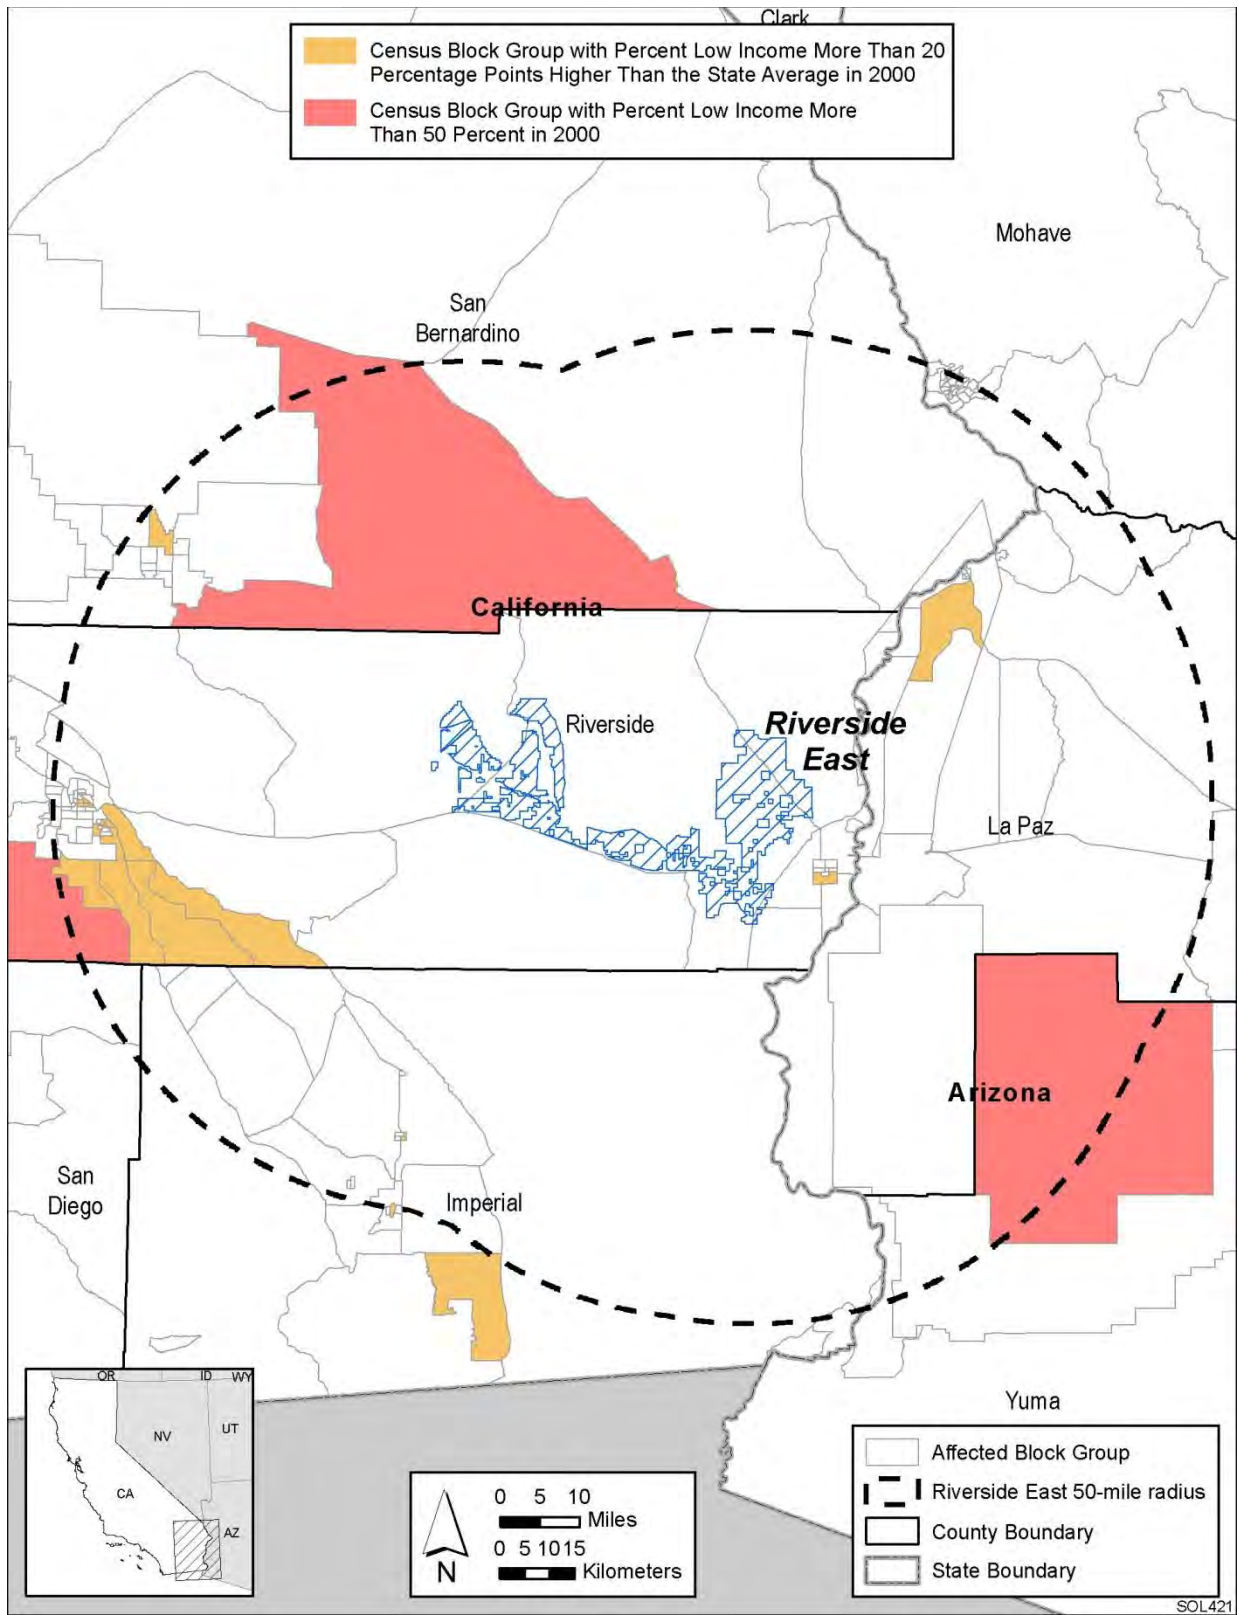 Clark
Census Block Group with Percent Low Income More Than 20
Percentage Points Higher Than the State Average in 2000
Census Block Group with Percent Low Income More
Than 50 Percent in 2000
Mohave
San
Bernardino
California
Riverside
Riverside
East
La Paz
Arizona
San
Diego
Imperial
Yuma
OR
ID
WY
NV
UT
CA
AZ
0 5 10
Miles
0 5 10 15
Kilometers
N
Affected Block Group
Riverside East 50-mile radius
County Boundary
State Boundary
SOL421